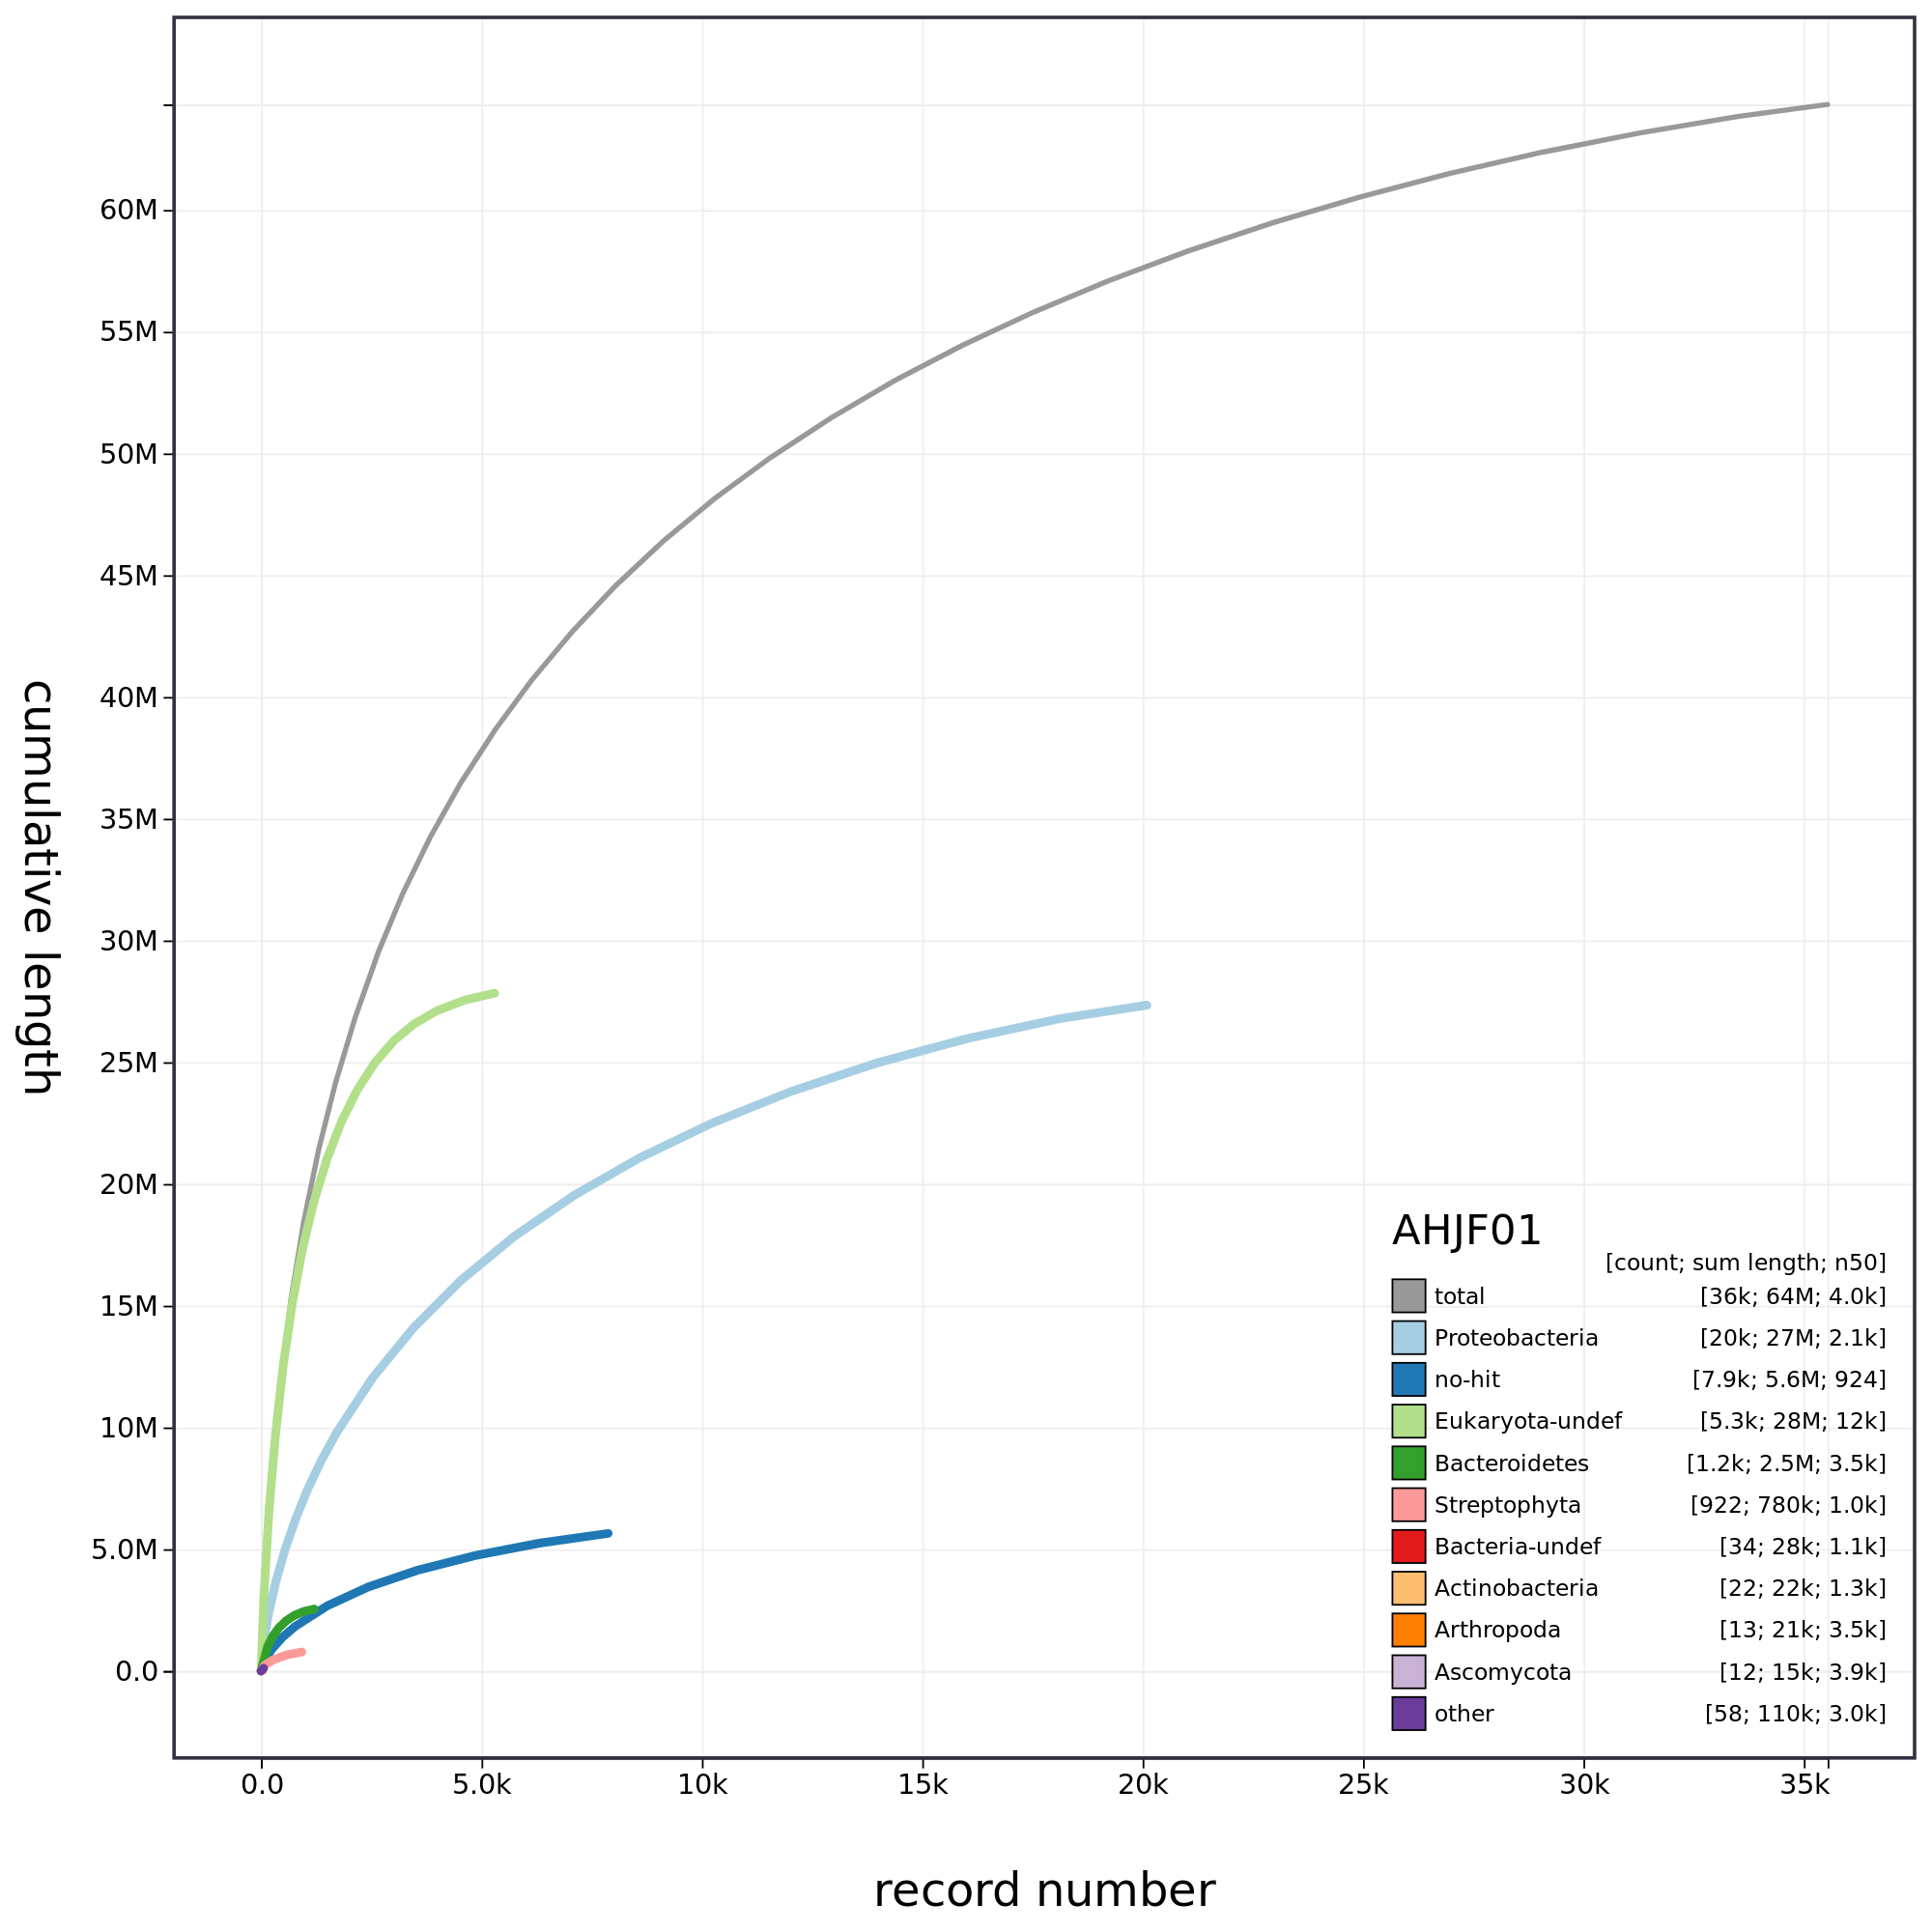 cumulative length
60M
55M
50M
45M
40M
35M
30M
25M
20M
15M
10M
5.0M
0.0
AHJF01
[count; sum length; n50]
total [36k; 64M; 4.0k]
Proteobacteria [20k; 27M; 2.1k]
no-hit [7.9k; 5.6M; 924]
Eukaryota-undef [5.3k; 28M; 12k]
Bacteroidetes [1.2k; 2.5M; 3.5k]
Streptophyta [922; 780k; 1.0k]
Bacteria-undef [34; 28k; 1.1k]
Actinobacteria [22; 22k; 1.3k]
Arthropoda [13; 21k; 3.5k]
Ascomycota [12; 15k; 3.9k]
other [58; 110k; 3.0k]
0.0 5.0k 10k 15k 20k 25k 30k 35k
record number